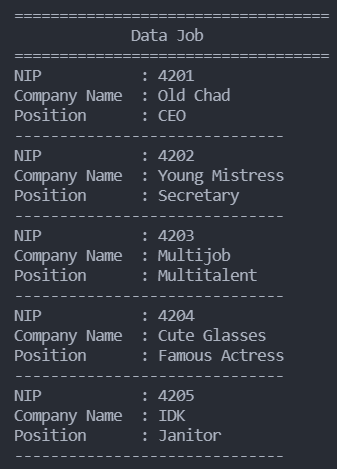 ===================================
Data Job
===================================
NIP : 4201
Company Name : Old Chad
Position : CEO
------------------------------
NIP : 4202
Company Name : Young Mistress
Position : Secretary
------------------------------
NIP : 4203
Company Name : Multijob
Position : Multitalent
------------------------------
NIP : 4204
Company Name : Cute Glasses
Position : Famous Actress
------------------------------
NIP : 4205
Company Name : IDK
Position : Janitor
------------------------------